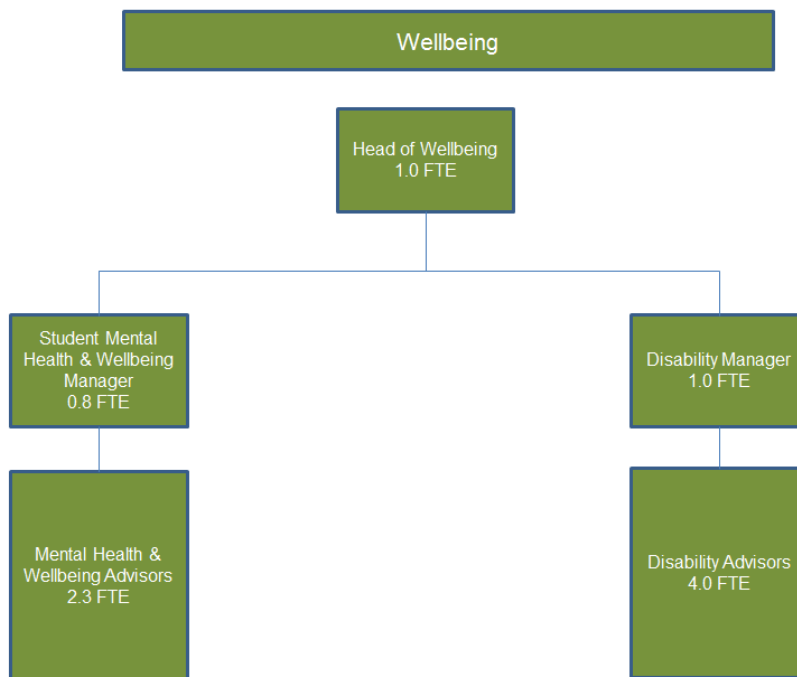 Wellbeing
Head of Wellbeing
1.0 FTE
Student Mental
Health & Wellbeing
Manager
0.8 FTE
Disability Manager
1.0 FTE
Mental Health &
Wellbeing Advisors
2.3 FTE
Disability Advisors
4.0 FTE